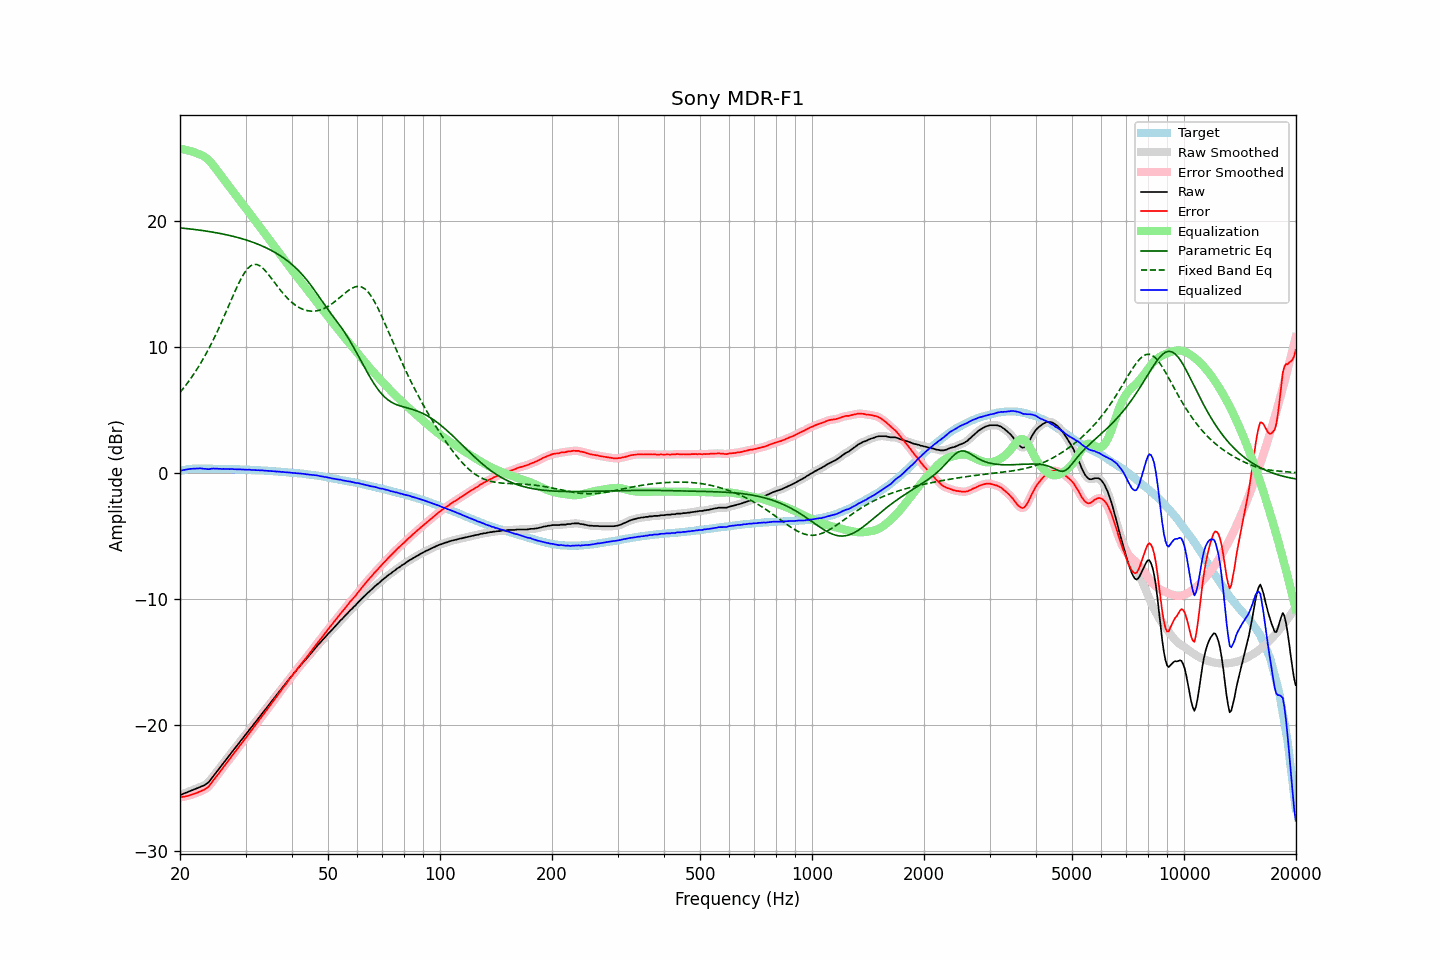 Sony MDR-F1
Target
Raw Smoothed
Error Smoothed
Raw
Error
Equalization
Parametric Eq
Fixed Band Eq
Equalized
Amplitude (dBr)
20
10
0
−10
−20
−30
20
50
100
200
500
1000
2000
5000
10000
20000
Frequency (Hz)